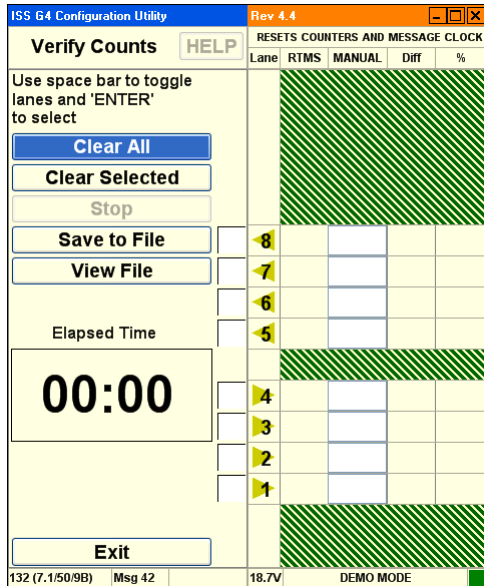 ISS G4 Configuration Utility
Rev 4.4
Verify Counts
HELP
RESETS COUNTERS AND MESSAGE CLOCK
Lane RTMS MANUAL Diff %
Use space bar to toggle
lanes and 'ENTER'
to select
Clear All
Clear Selected
Stop
Save to File
View File
8
7
6
5
Elapsed Time
00:00
4
3
2
1
Exit
132 (7.1/50/9B) Msg 42 18.7V DEMO MODE